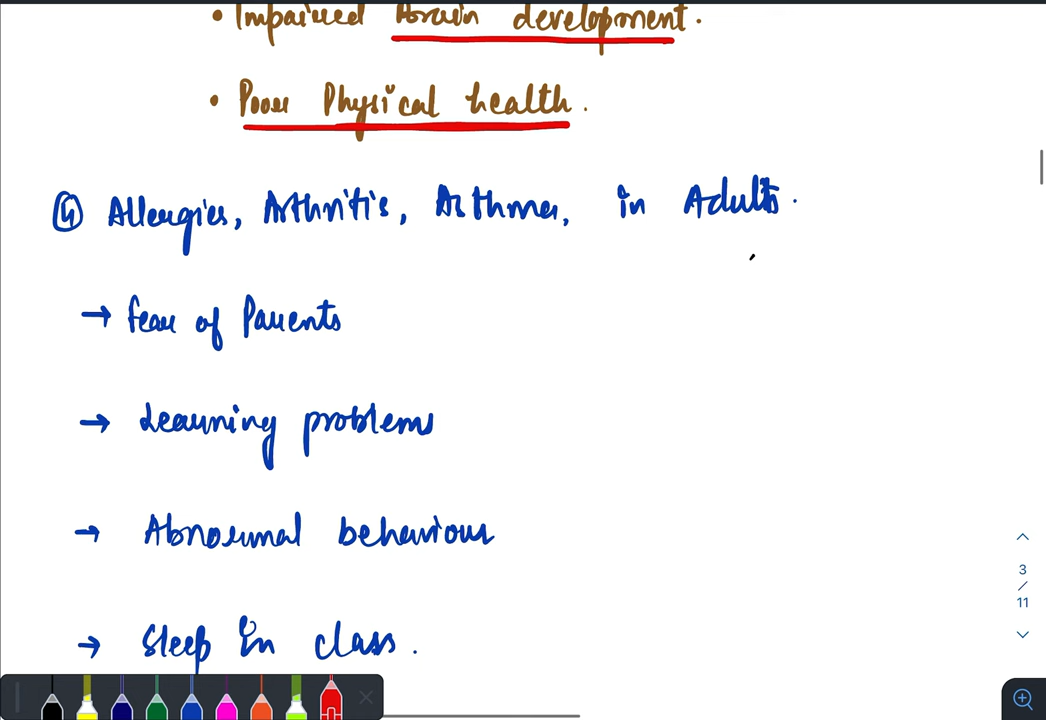 • Impaired brain development.
• Poor Physical health.
④ Allergies, Arthritis, Asthma, in Adults.
→ fear of Parents
→ Learning problems
→ Abnormal behaviour
→ Sleep in class.
3
/
11